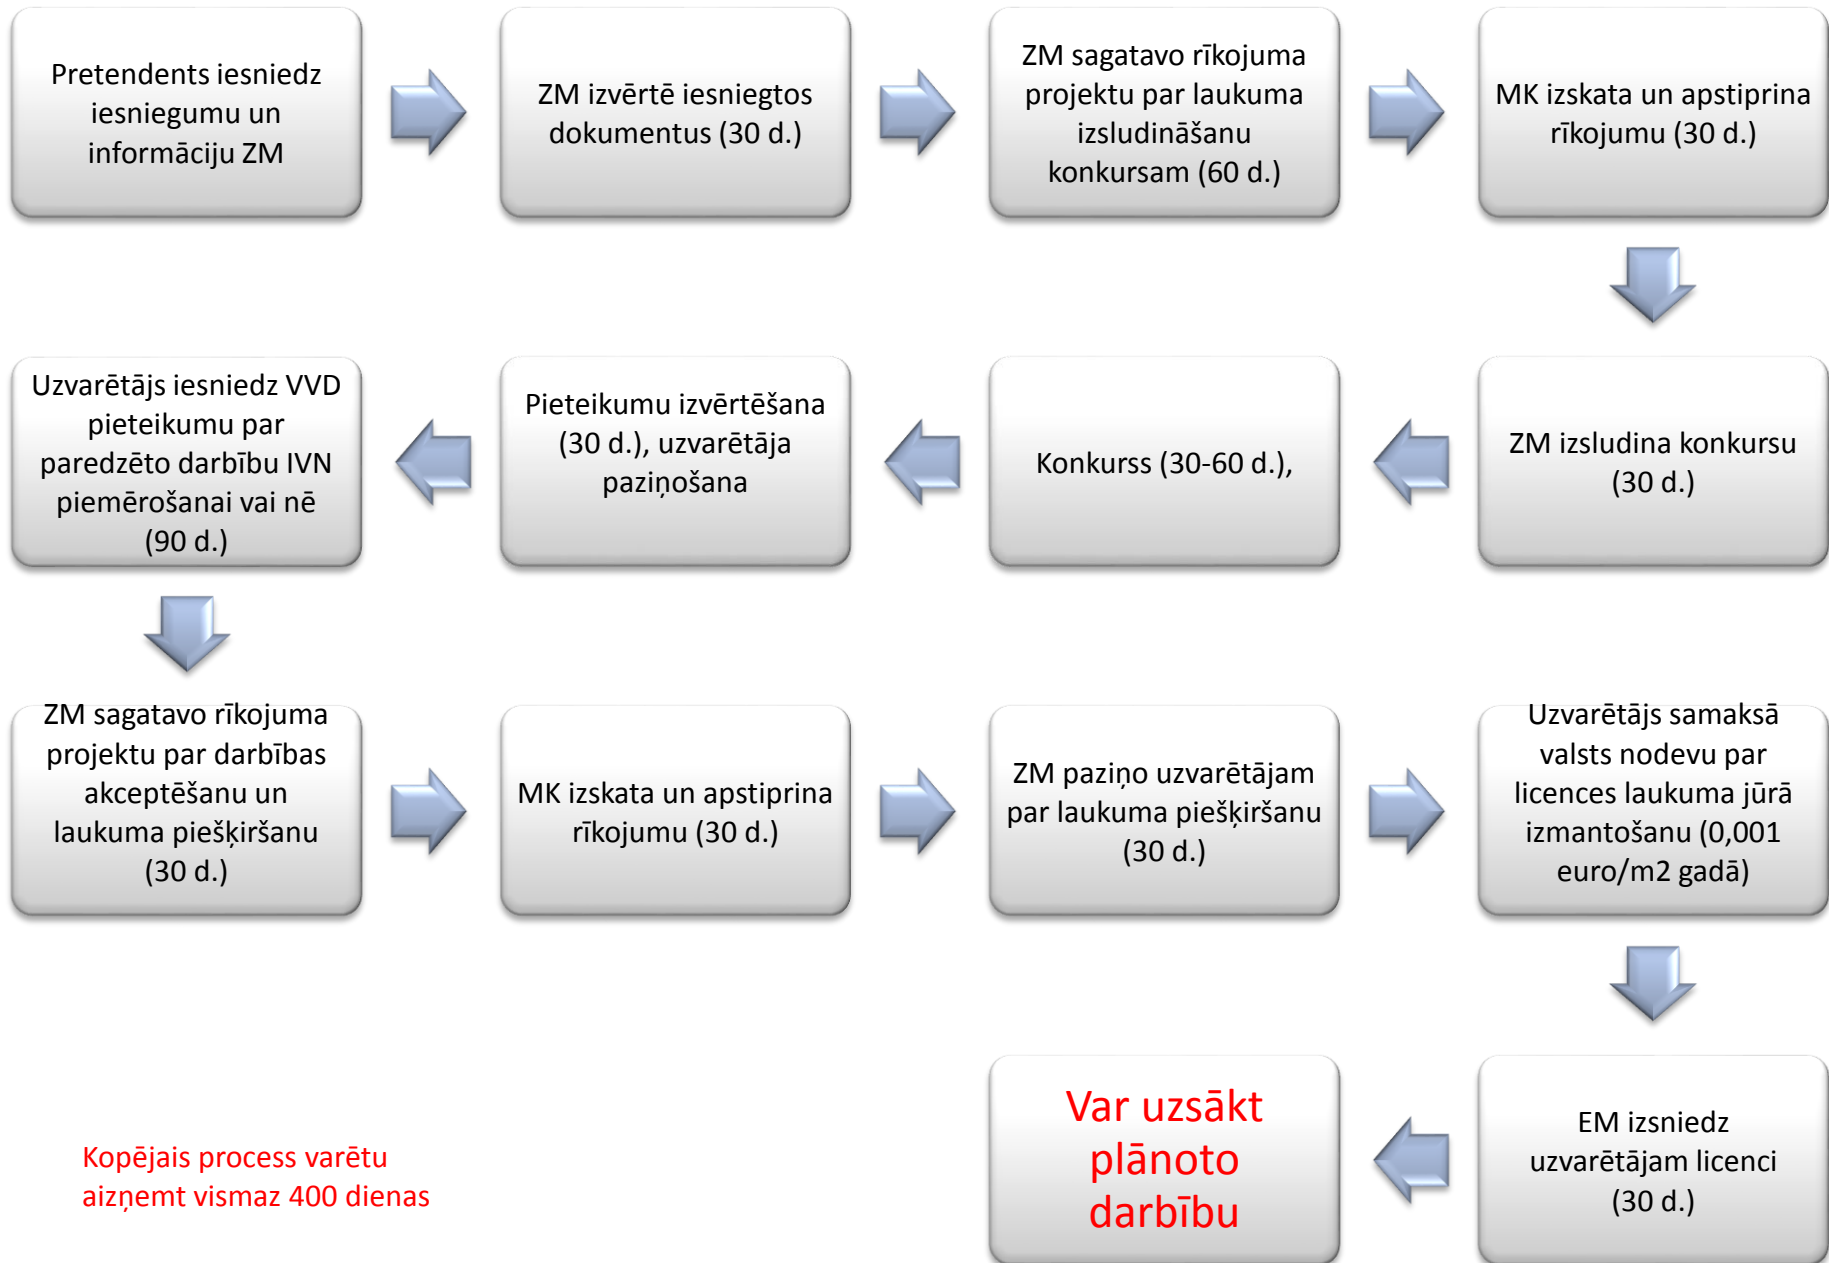 Pretendents iesniedz
iesniegumu un
informāciju ZM
ZM izvērtē iesniegtos
dokumentus (30 d.)
ZM sagatavo rīkojuma
projektu par laukuma
izsludināšanu
konkursam (60 d.)
MK izskata un apstiprina
rīkojumu (30 d.)
ZM izsludina konkursu
(30 d.)
Konkurss (30-60 d.),
Pieteikumu izvērtēšana
(30 d.), uzvarētāja
paziņošana
Uzvarētājs iesniedz VVD
pieteikumu par
paredzēto darbību IVN
piemērošanai vai nē
(90 d.)
ZM sagatavo rīkojuma
projektu par darbības
akceptēšanu un
laukuma piešķiršanu
(30 d.)
MK izskata un apstiprina
rīkojumu (30 d.)
ZM paziņo uzvarētājam
par laukuma piešķiršanu
(30 d.)
Uzvarētājs samaksā
valsts nodevu par
licences laukuma jūrā
izmantošanu (0,001
euro/m2 gadā)
EM izsniedz
uzvarētājam licenci
(30 d.)
Var uzsākt
plānoto
darbību
Kopējais process varētu
aizņemt vismaz 400 dienas